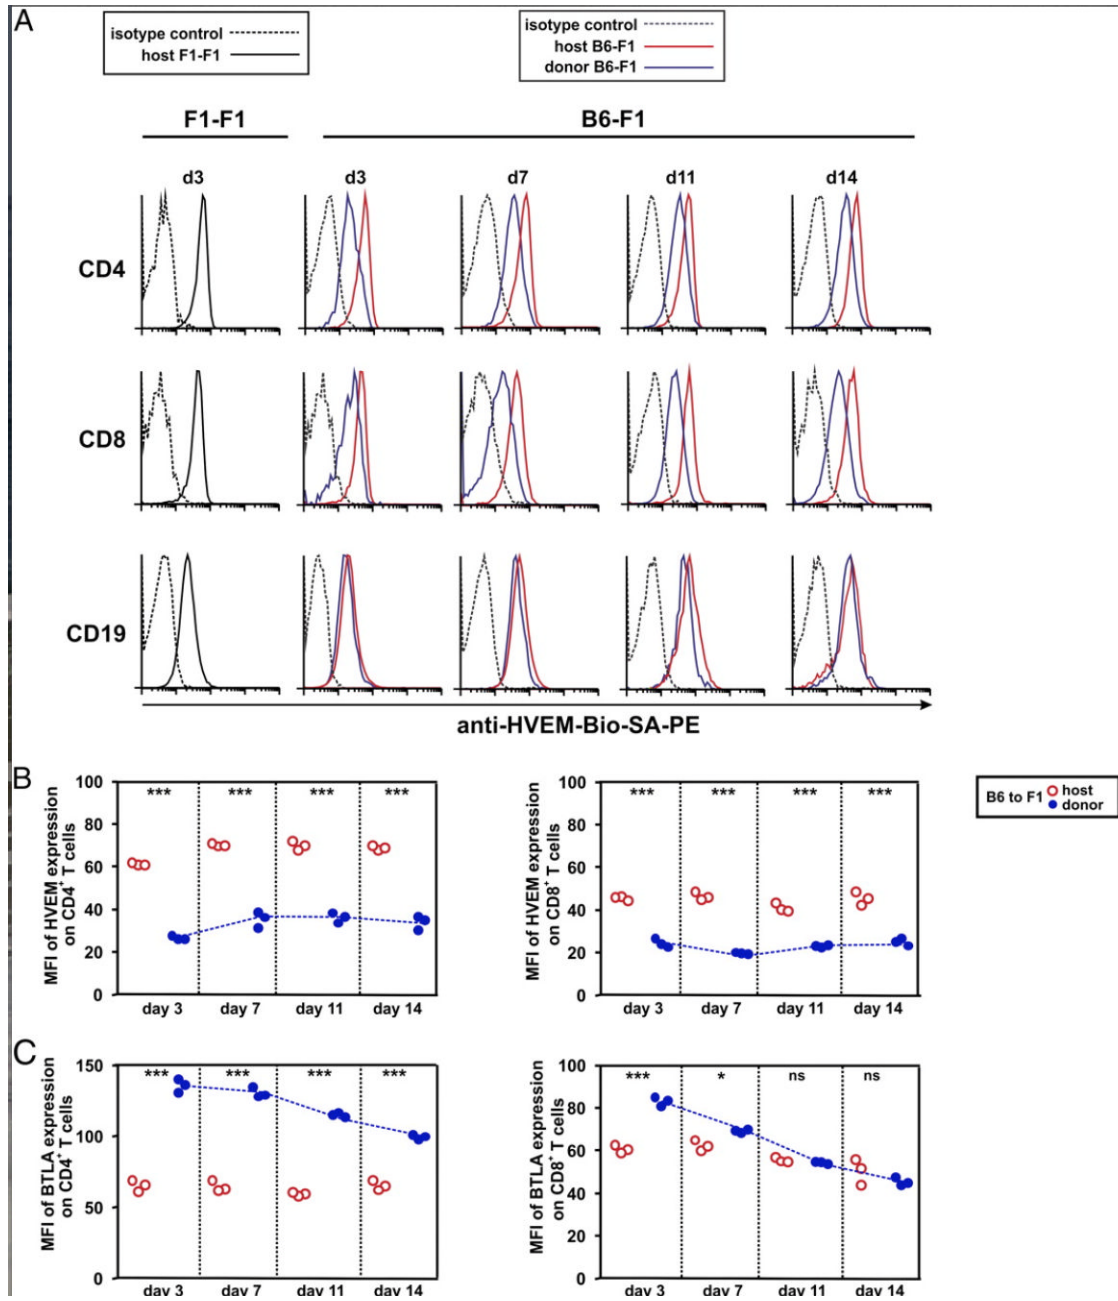 A
isotype control
host F1-F1
isotype control
host B6-F1
donor B6-F1
F1-F1
B6-F1
d3
d3
d7
d11
d14
CD4
CD8
CD19
anti-HVEM-Bio-SA-PE
B
MFI of HVEM expression
on CD4+ T cells
100
80
60
40
20
0
*** *** *** ***
day 3 day 7 day 11 day 14
MFI of HVEM expression
on CD8+ T cells
100
80
60
40
20
0
*** *** *** ***
day 3 day 7 day 11 day 14
B6 to F1
host
donor
C
MFI of BTLA expression
on CD4+ T cells
150
100
50
0
*** *** *** ***
day 3 day 7 day 11 day 14
MFI of BTLA expression
on CD8+ T cells
100
80
60
40
20
0
*** * ns ns
day 3 day 7 day 11 day 14